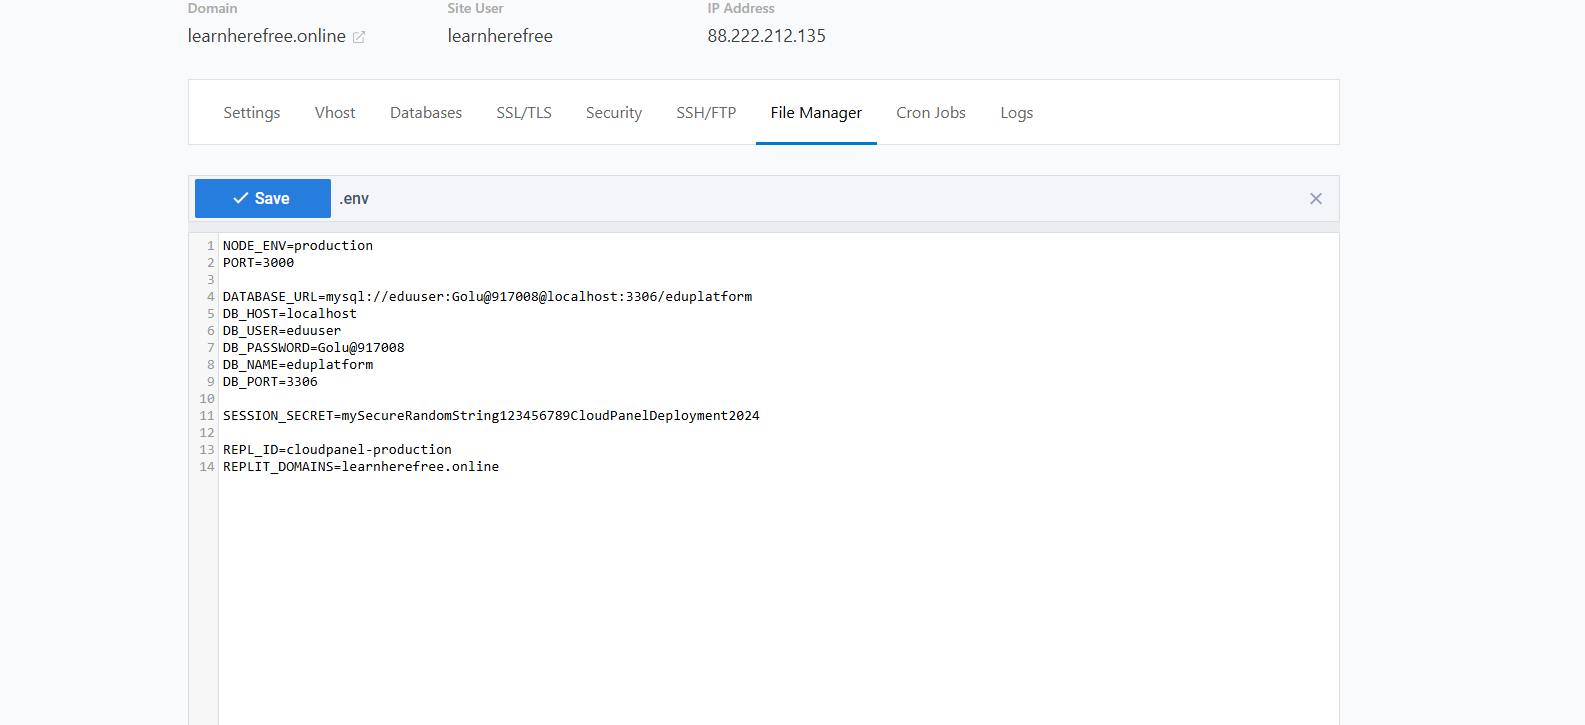 Domain Site User IP Address
learnherefree.online learnherefree 88.222.212.135
Settings Vhost Databases SSL/TLS Security SSH/FTP File Manager Cron Jobs Logs
Save .env
1 NODE_ENV=production
2 PORT=3000
3
4 DATABASE_URL=mysql://eduuser:Golu@917008@localhost:3306/eduplatform
5 DB_HOST=localhost
6 DB_USER=eduuser
7 DB_PASSWORD=Golu@917008
8 DB_NAME=eduplatform
9 DB_PORT=3306
10
11 SESSION_SECRET=mySecureRandomString123456789CloudPanelDeployment2024
12
13 REPL_ID=cloudpanel-production
14 REPLIT_DOMAINS=learnherefree.online